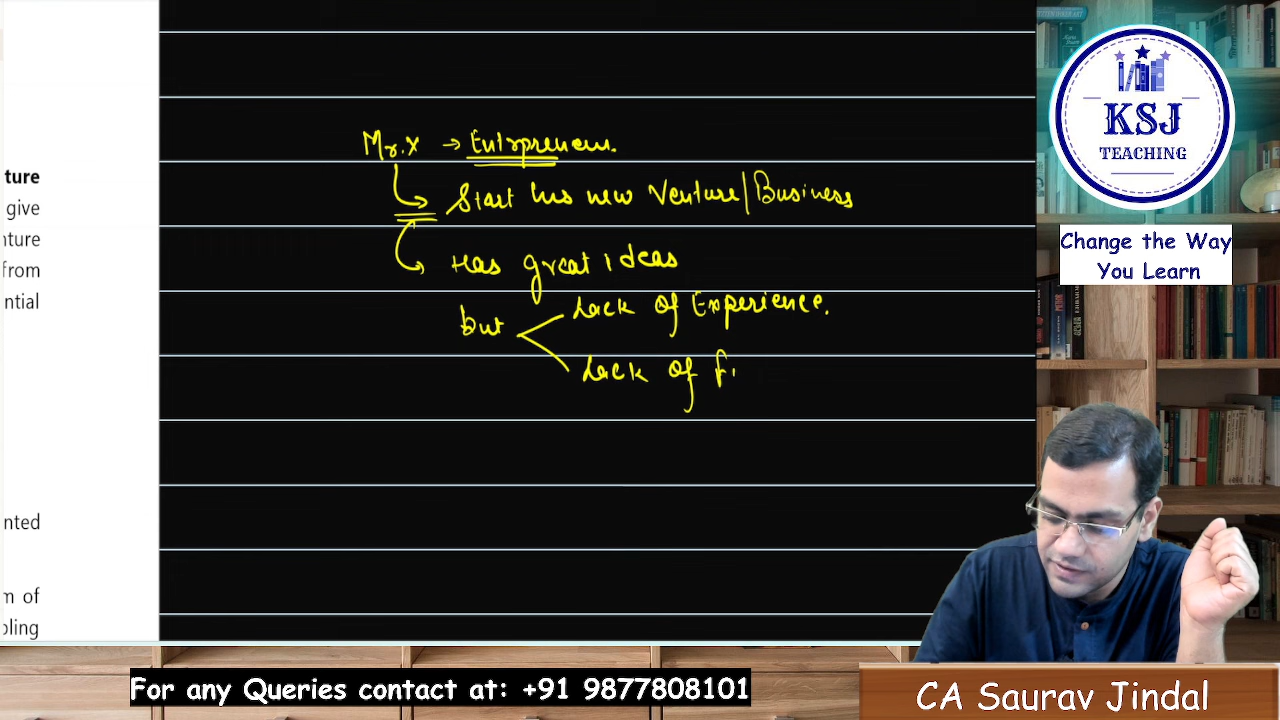 ture
give
nture
from
ntial
nted
m of
oling
Mr.X → Entrpreneur.
Start his new Venture/Business
Has great ideas
but
Lack of Experience.
Lack of f
KSJ
TEACHING
Change the Way
You Learn
For any Queries contact at: +91 9877808101
CA Saurav Jindal